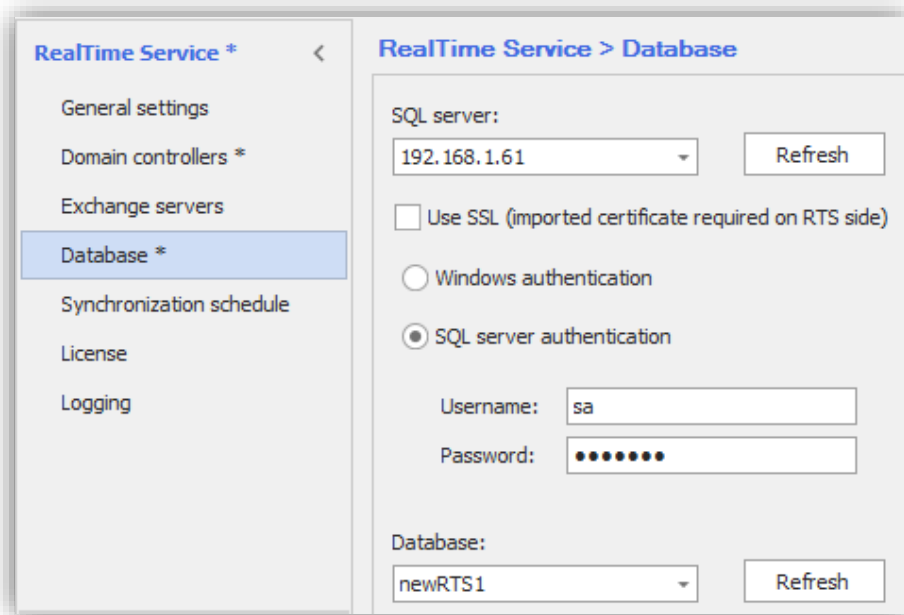 RealTime Service *
General settings
Domain controllers *
Exchange servers
Database *
Synchronization schedule
License
Logging
RealTime Service > Database
SQL server:
192.168.1.61
Refresh
Use SSL (imported certificate required on RTS side)
Windows authentication
SQL server authentication
Username:
sa
Password:
•••••••
Database:
newRTS1
Refresh